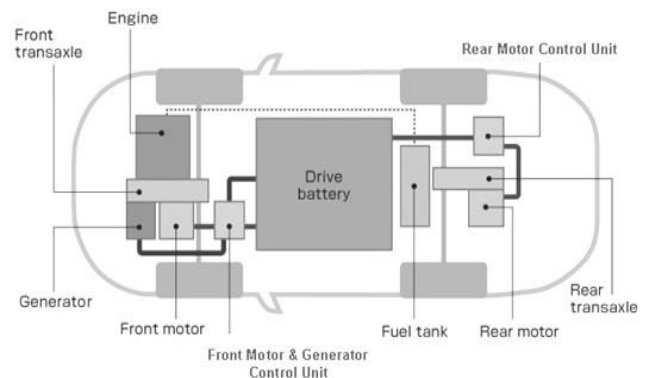 Engine
Front
transaxle
Rear Motor Control Unit
Drive
battery
Generator
Front motor
Front Motor & Generator
Control Unit
Fuel tank
Rear motor
Rear
transaxle